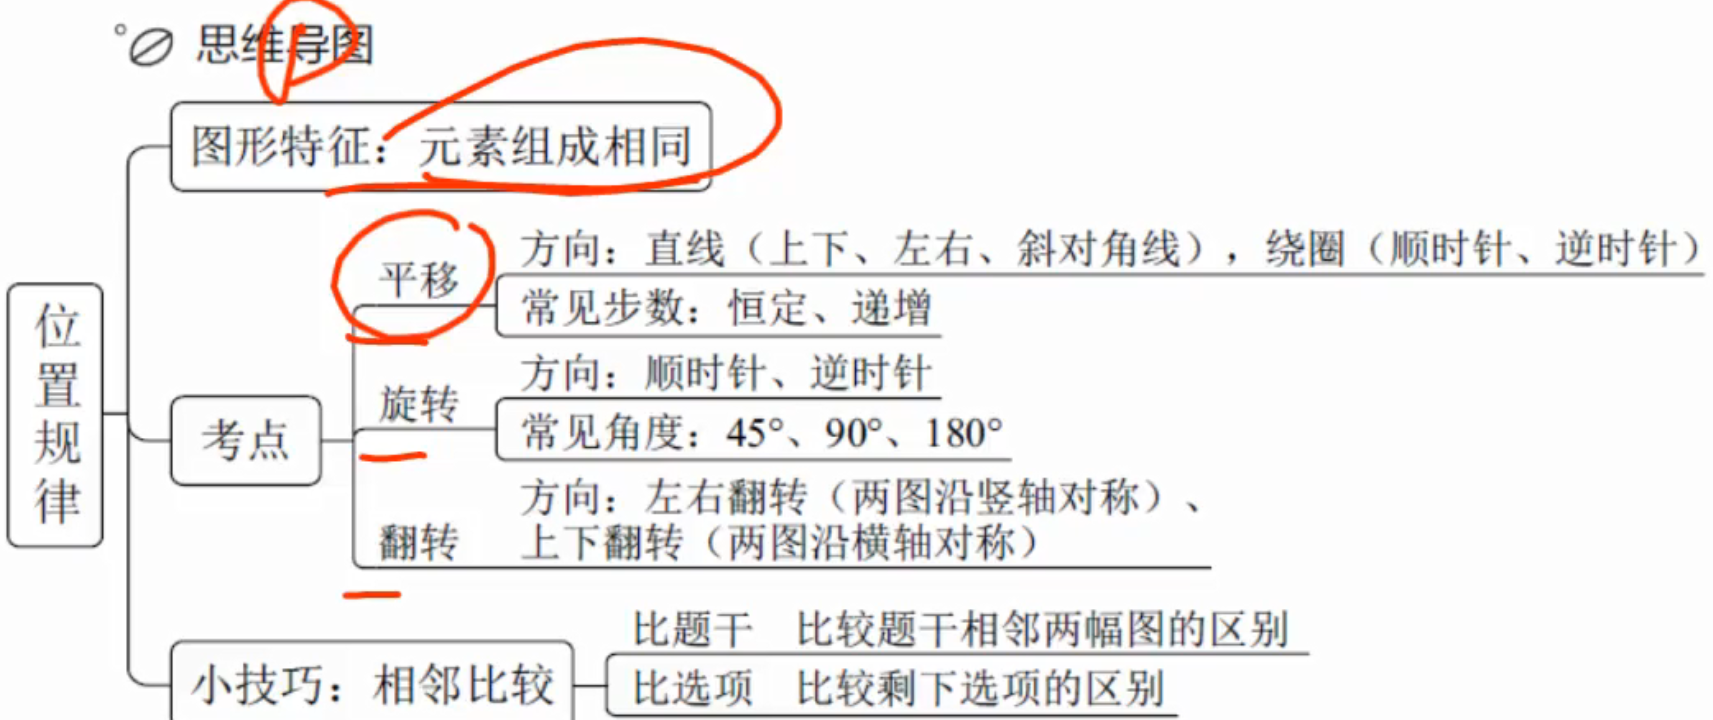 思维导图
图形特征：元素组成相同
位置规律
考点
平移
方向：直线（上下、左右、斜对角线），绕圈（顺时针、逆时针）
常见步数：恒定、递增
旋转
方向：顺时针、逆时针
常见角度：45°、90°、180°
翻转
方向：左右翻转（两图沿竖轴对称）、
上下翻转（两图沿横轴对称）
小技巧：相邻比较
比题干 比较题干相邻两幅图的区别
比选项 比较剩下选项的区别